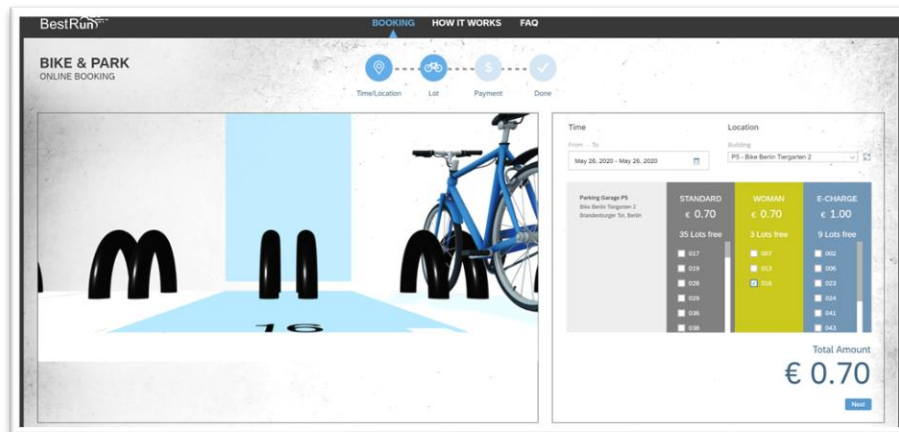 BestRun
BOOKING HOW IT WORKS FAQ
BIKE & PARK
ONLINE BOOKING
Time/Location Lot Payment Done
$
16
Time Location
From - To Building
May 26, 2020 - May 26, 2020 P5 - Bike Berlin Tiergarten 2
Parking Garage P5
Bike Berlin Tiergarten 2
Brandenburger Tor, Berlin
STANDARD WOMAN E-CHARGE
€ 0.70 € 0.70 € 1.00
35 Lots free 3 Lots free 9 Lots free
017 007 002
019 013 006
028 016 023
029 024
036 041
038 043
Total Amount
€ 0.70
Next